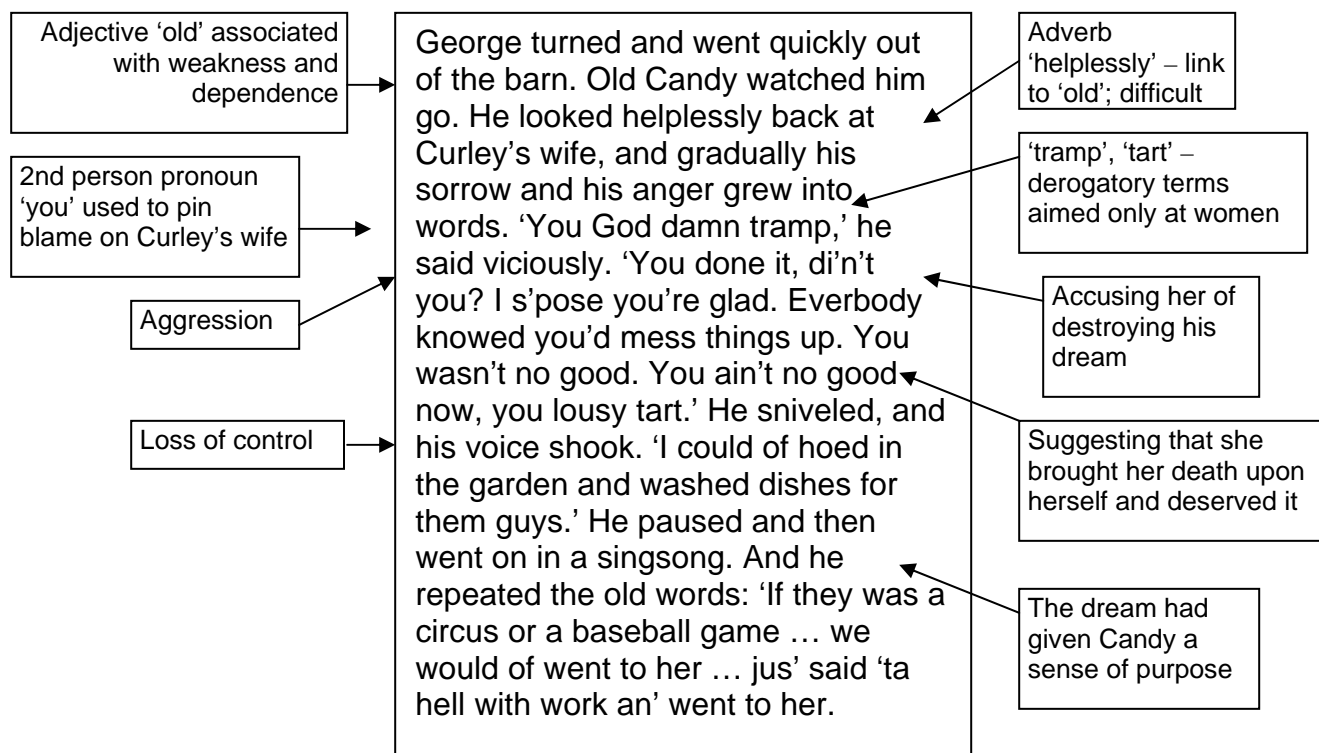 Adjective ‘old’ associated
with weakness and
dependence
2nd person pronoun
‘you’ used to pin
blame on Curley’s wife
Aggression
Loss of control
George turned and went quickly out
of the barn. Old Candy watched him
go. He looked helplessly back at
Curley’s wife, and gradually his
sorrow and his anger grew into
words. ‘You God damn tramp,’ he
said viciously. ‘You done it, di’n’t
you? I s’pose you’re glad. Everbody
knowed you’d mess things up. You
wasn’t no good. You ain’t no good
now, you lousy tart.’ He sniveled, and
his voice shook. ‘I could of hoed in
the garden and washed dishes for
them guys.’ He paused and then
went on in a singsong. And he
repeated the old words: ‘If they was a
circus or a baseball game … we
would of went to her … jus’ said ‘ta
hell with work an’ went to her.
Adverb
‘helplessly’ – link
to ‘old’; difficult
‘tramp’, ‘tart’ –
derogatory terms
aimed only at women
Accusing her of
destroying his
dream
Suggesting that she
brought her death upon
herself and deserved it
The dream had
given Candy a
sense of purpose